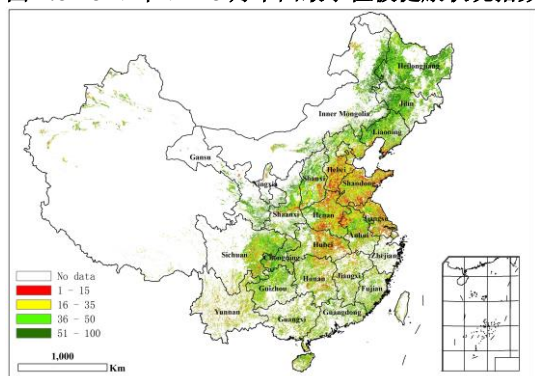 Heilongjiang
Jilin
Inner Mongolia
Liaoning
Gansu
Hebei
Ningxia
Shanxi
Shandong
Shaanxi
Henan
Jiangsu
Anhui
Hubei
Sichuan
Chongqing
Zhejiang
Hunan
Jiangxi
Guizhou
Fujian
Yunnan
Guangxi
Guangdong
No data
1 - 15
16 - 35
36 - 50
51 - 100
1,000
Km